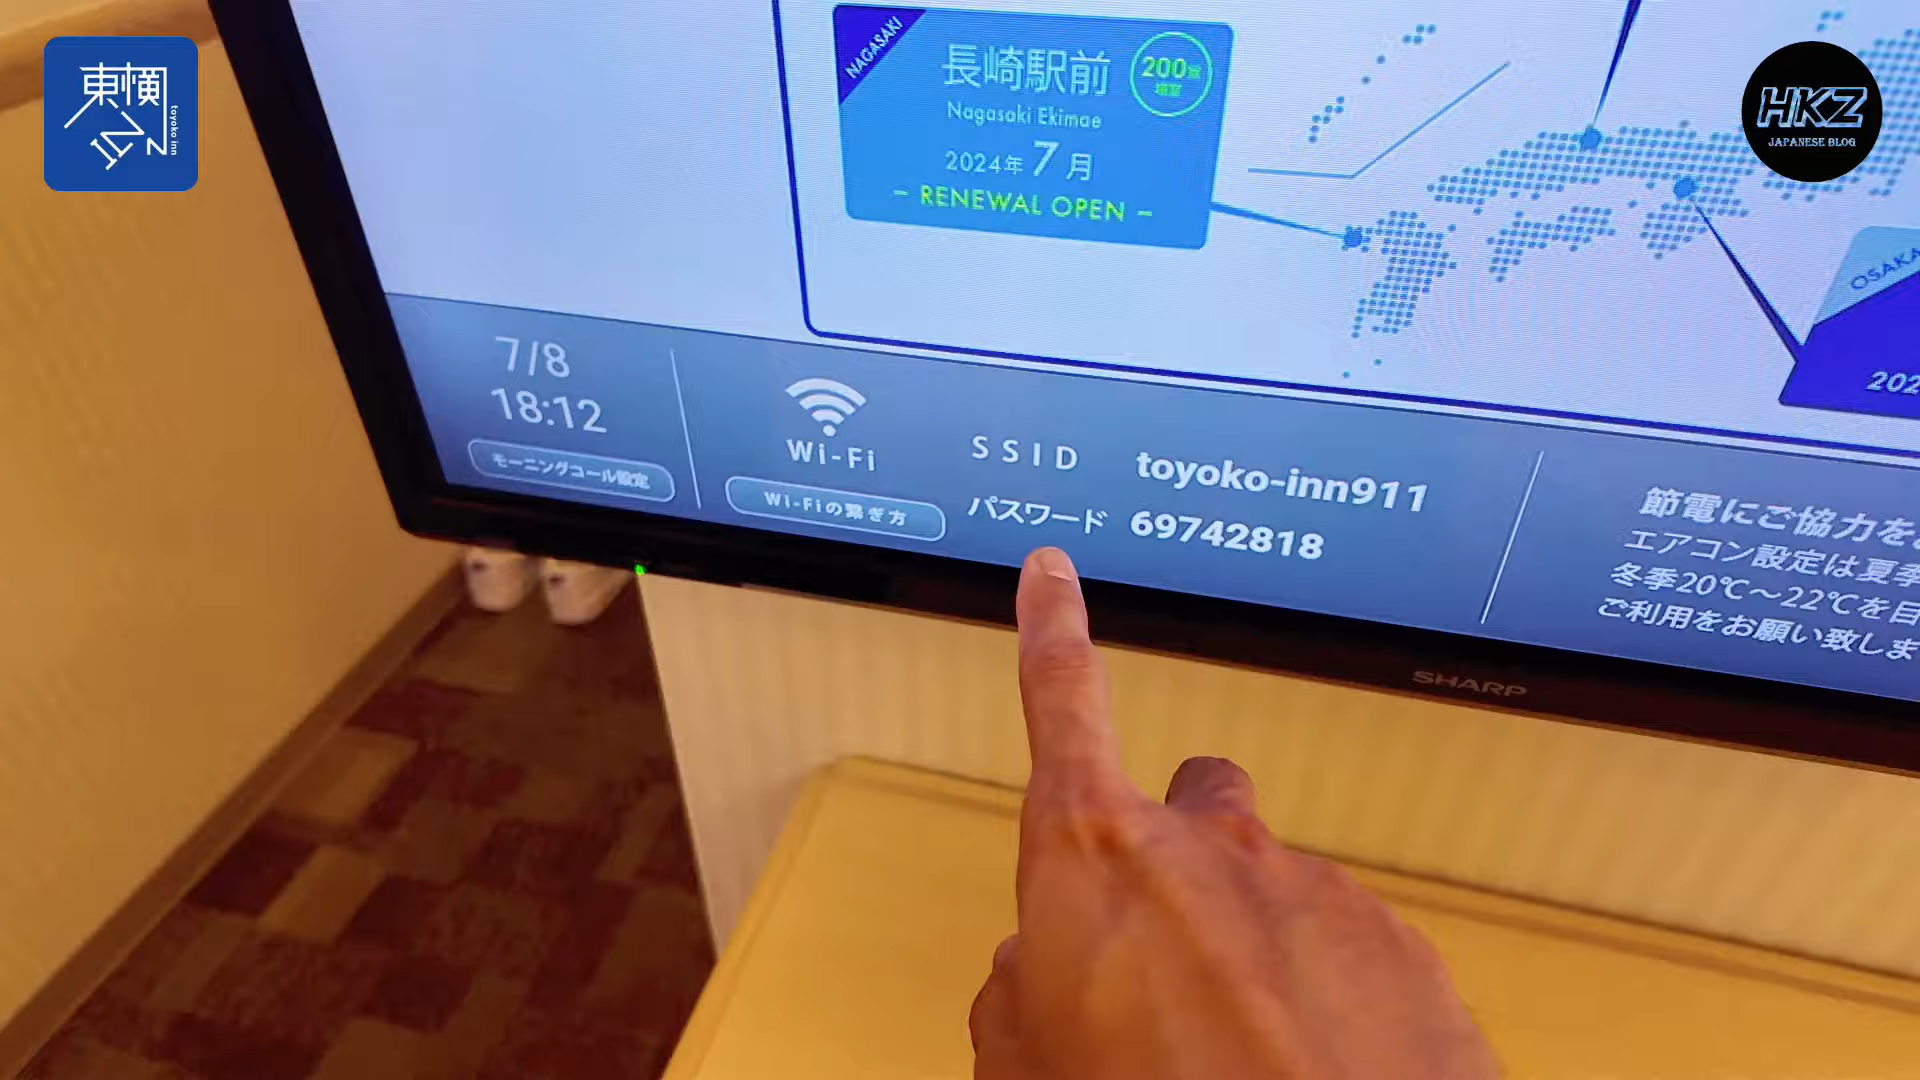 東横
INN
toyoko inn
HKZ
JAPANESE BLOG
NAGASAKI
長崎駅前
200室
増室
Nagasaki Ekimae
2024年 7月
– RENEWAL OPEN –
OSAKA
202
7/8
18:12
モーニングコール設定
Wi-Fi
Wi-Fiの繋ぎ方
SSID toyoko-inn911
パスワード 69742818
節電にご協力を
エアコン設定は夏季
冬季20℃～22℃を目
ご利用をお願い致しま
SHARP